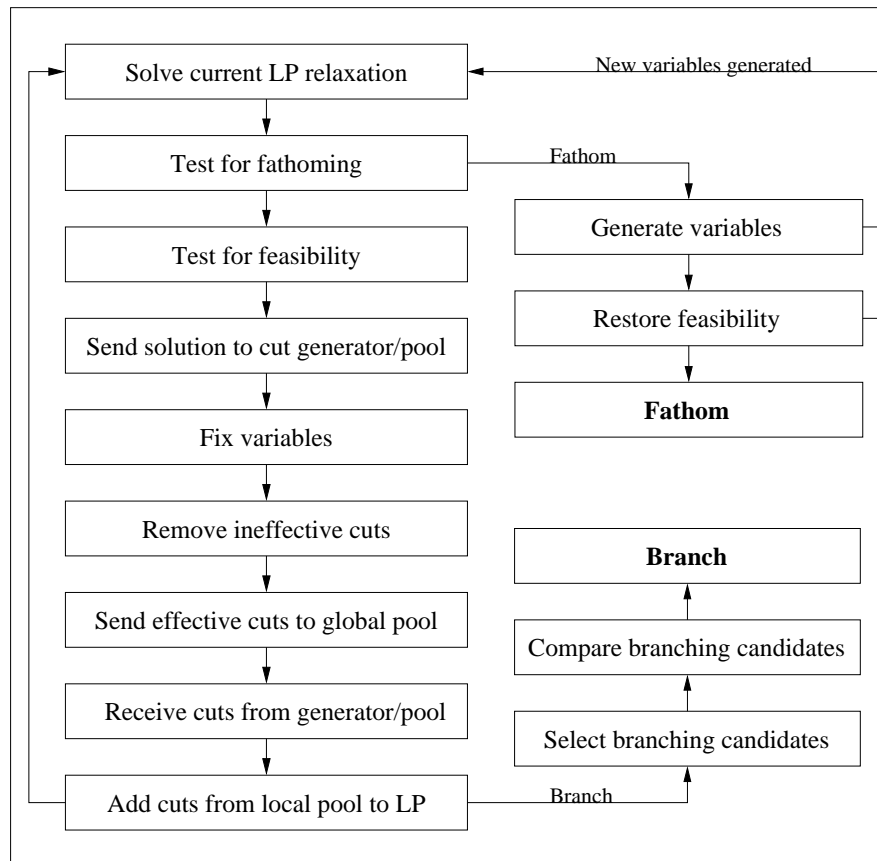 Solve current LP relaxation
New variables generated
Test for fathoming
Fathom
Test for feasibility
Generate variables
Send solution to cut generator/pool
Restore feasibility
Fix variables
Fathom
Remove ineffective cuts
Branch
Send effective cuts to global pool
Compare branching candidates
Receive cuts from generator/pool
Select branching candidates
Add cuts from local pool to LP
Branch